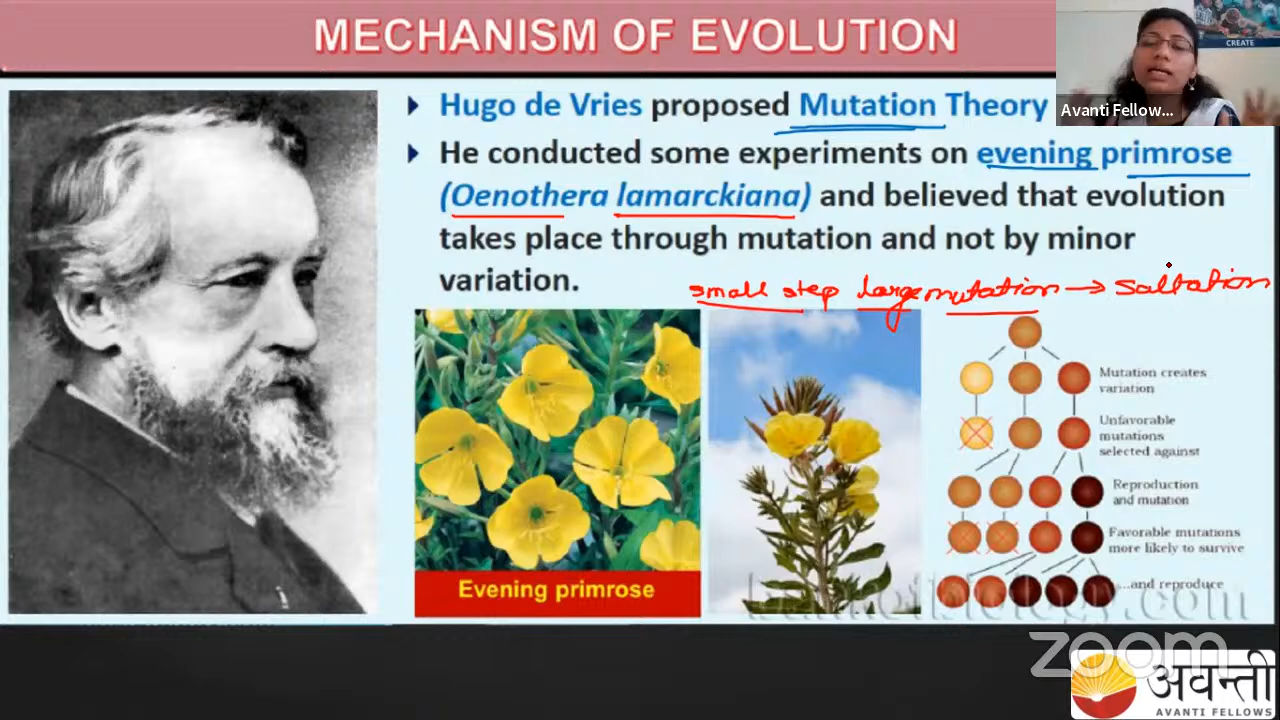 MECHANISM OF EVOLUTION
CREATE
Avanti Fellow...
Hugo de Vries proposed Mutation Theory
He conducted some experiments on evening primrose
(Oenothera lamarckiana) and believed that evolution
takes place through mutation and not by minor
variation.
small step large mutation → saltation
Evening primrose
Mutation creates
variation
Unfavorable
mutations
selected against
Reproduction
and mutation
Favorable mutations
more likely to survive
...and reproduce
zoom
अवन्ती
AVANTI FELLOWS